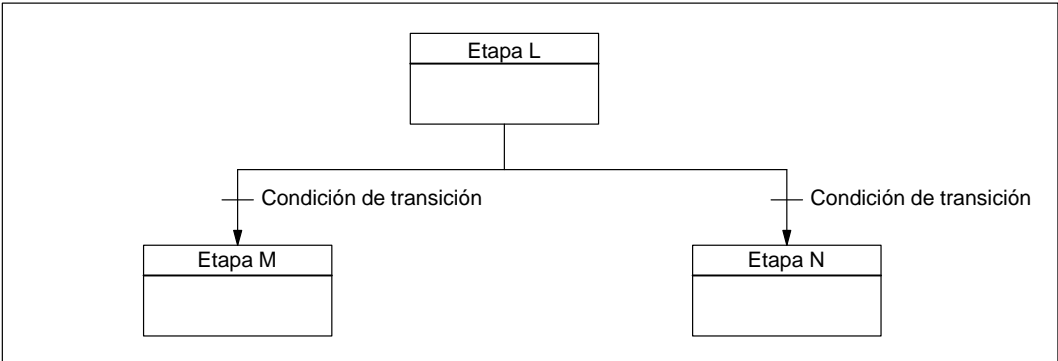 Etapa L
Condición de transición
Condición de transición
Etapa M
Etapa N